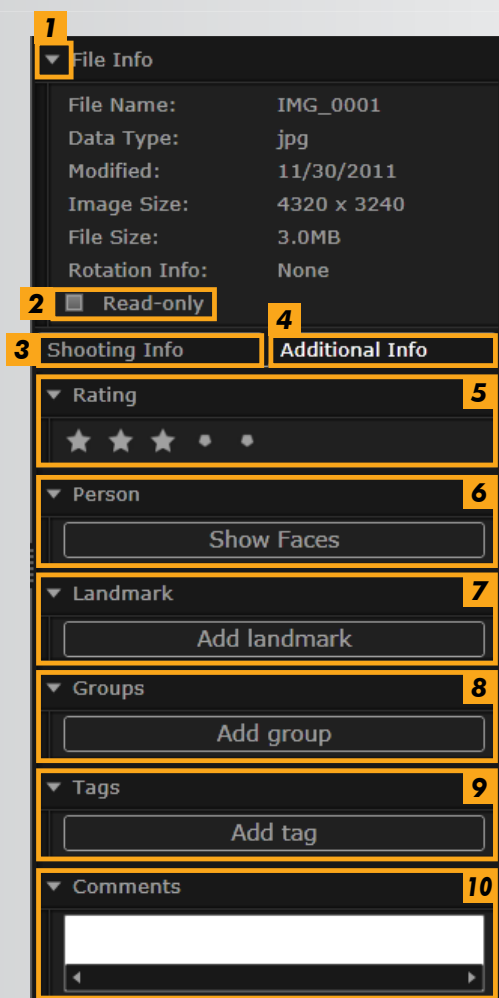 1
File Info
File Name: IMG_0001
Data Type: jpg
Modified: 11/30/2011
Image Size: 4320 x 3240
File Size: 3.0MB
Rotation Info: None
2 Read-only
4
3 Shooting Info Additional Info
Rating 5
Person 6
Show Faces
Landmark 7
Add landmark
Groups 8
Add group
Tags 9
Add tag
Comments 10